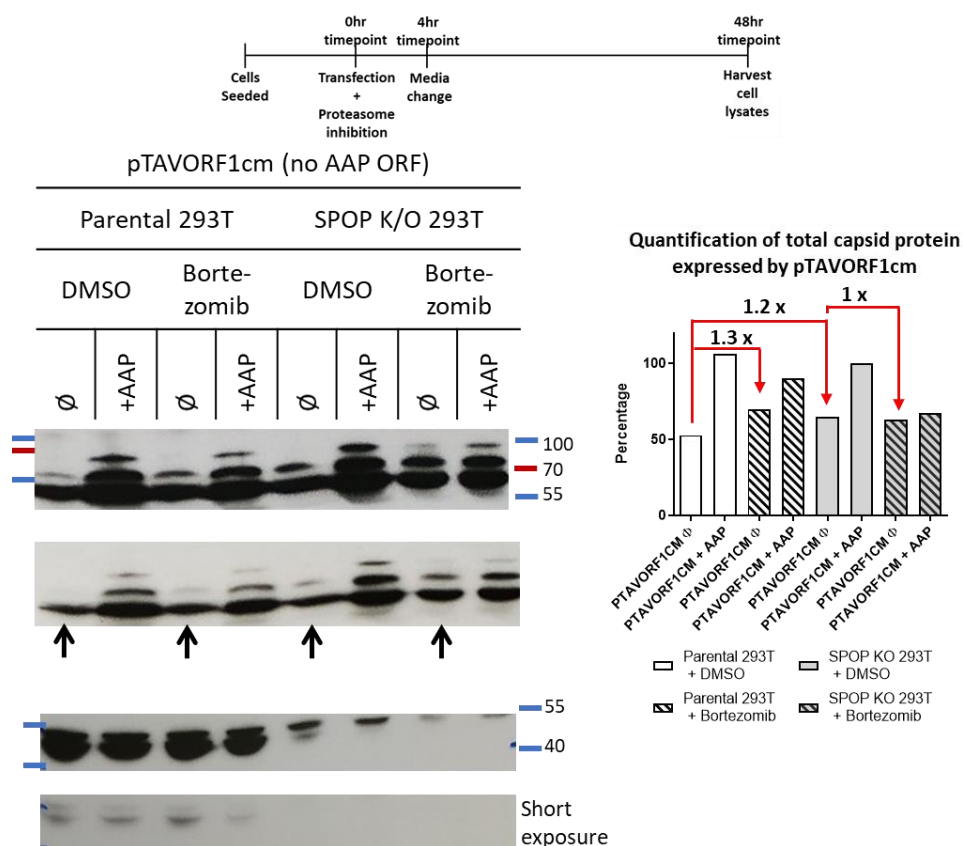 0hr
timepoint
4hr
timepoint
48hr
timepoint
Cells
Seeded
Transfection
+
Proteasome
inhibition
Media
change
Harvest
cell
lysates
pTAVORF1cm (no AAP ORF)
Parental 293T
SPOP K/O 293T
DMSO
Borte-
zomib
DMSO
Borte-
zomib
Ø
+AAP
Ø
+AAP
Ø
+AAP
Ø
+AAP
100
70
55
55
40
Short
exposure
Quantification of total capsid protein
expressed by pTAVORF1cm
1.2 x
1 x
1.3 x
Percentage
100
50
0
PTAVORF1CM Φ
PTAVORF1CM + AAP
PTAVORF1CM Φ
PTAVORF1CM + AAP
PTAVORF1CM Φ
PTAVORF1CM + AAP
PTAVORF1CM Φ
PTAVORF1CM + AAP
Parental 293T
+ DMSO
SPOP KO 293T
+ DMSO
Parental 293T
+ Bortezomib
SPOP KO 293T
+ Bortezomib